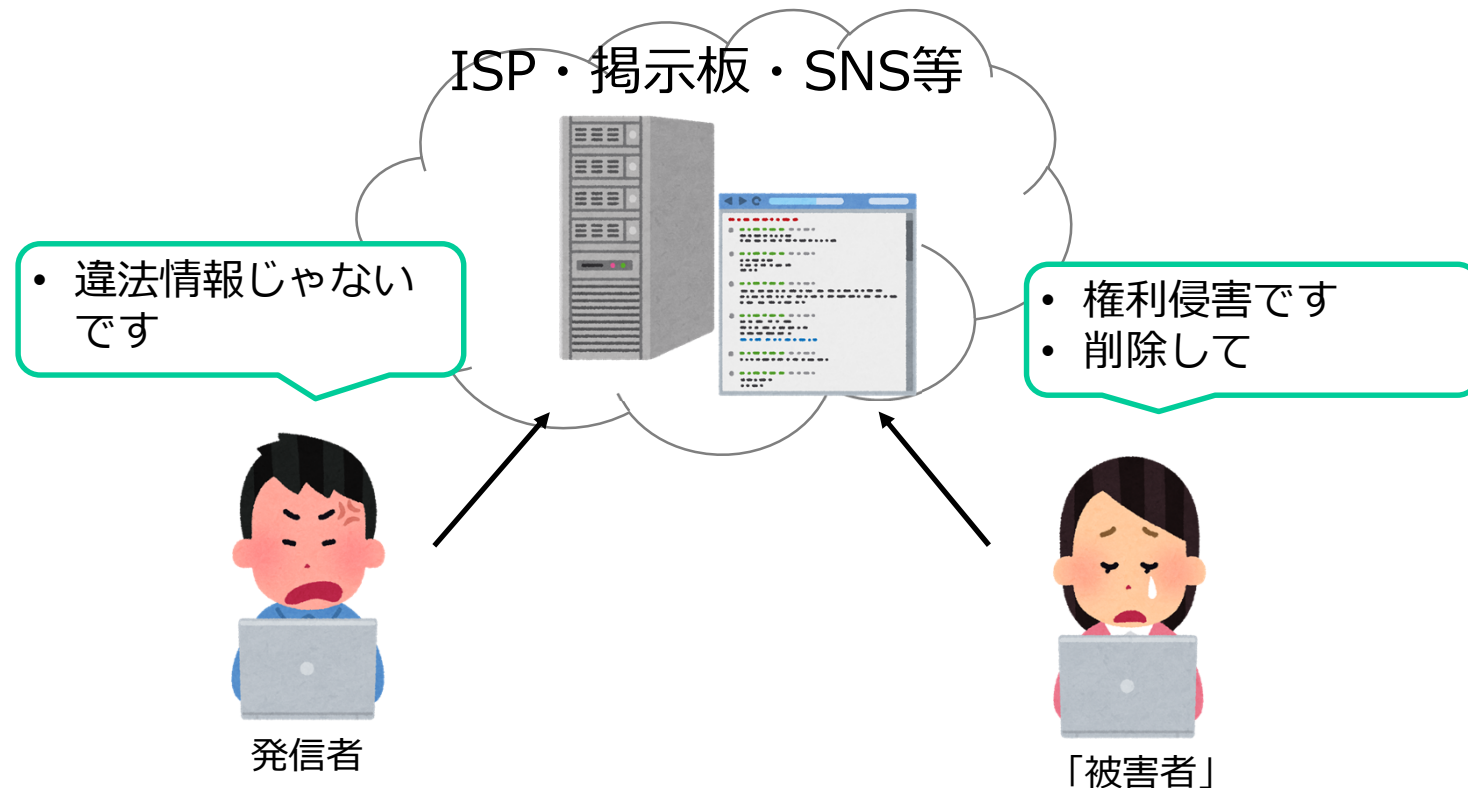 ISP・掲示板・SNS等
• 違法情報じゃない
です
• 権利侵害です
• 削除して
発信者
「被害者」